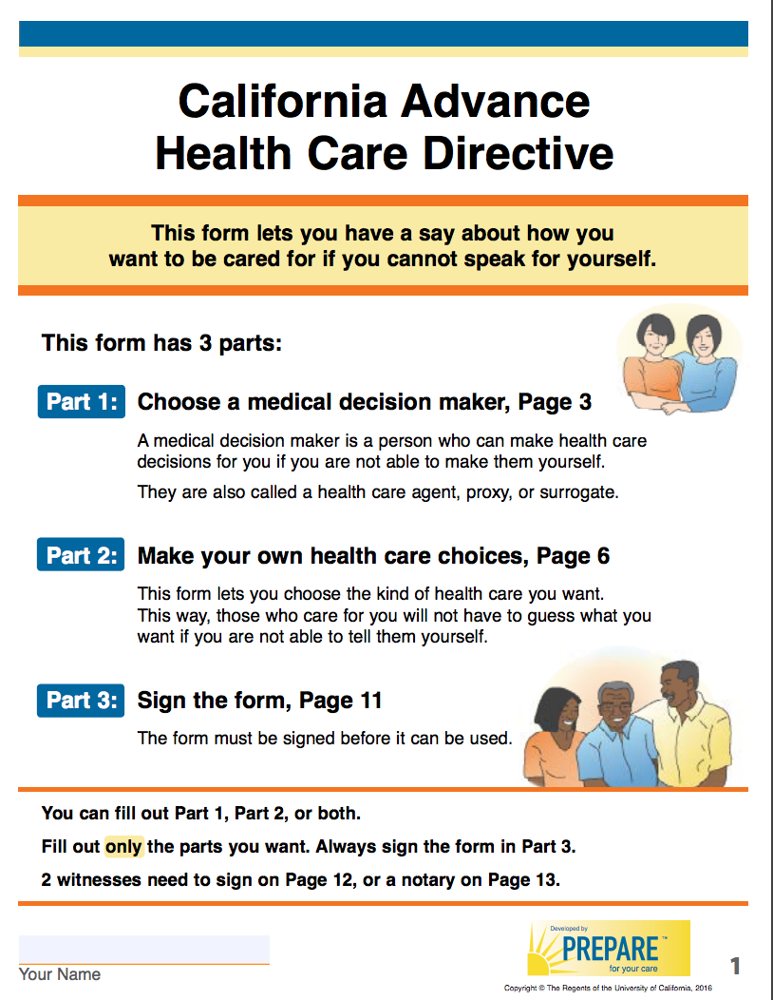 California Advance
Health Care Directive
This form lets you have a say about how you
want to be cared for if you cannot speak for yourself.
This form has 3 parts:
Part 1: Choose a medical decision maker, Page 3
A medical decision maker is a person who can make health care
decisions for you if you are not able to make them yourself.
They are also called a health care agent, proxy, or surrogate.
Part 2: Make your own health care choices, Page 6
This form lets you choose the kind of health care you want.
This way, those who care for you will not have to guess what you
want if you are not able to tell them yourself.
Part 3: Sign the form, Page 11
The form must be signed before it can be used.
You can fill out Part 1, Part 2, or both.
Fill out only the parts you want. Always sign the form in Part 3.
2 witnesses need to sign on Page 12, or a notary on Page 13.
Your Name
Developed by
PREPARE™
for your care
Copyright © The Regents of the University of California, 2016
1